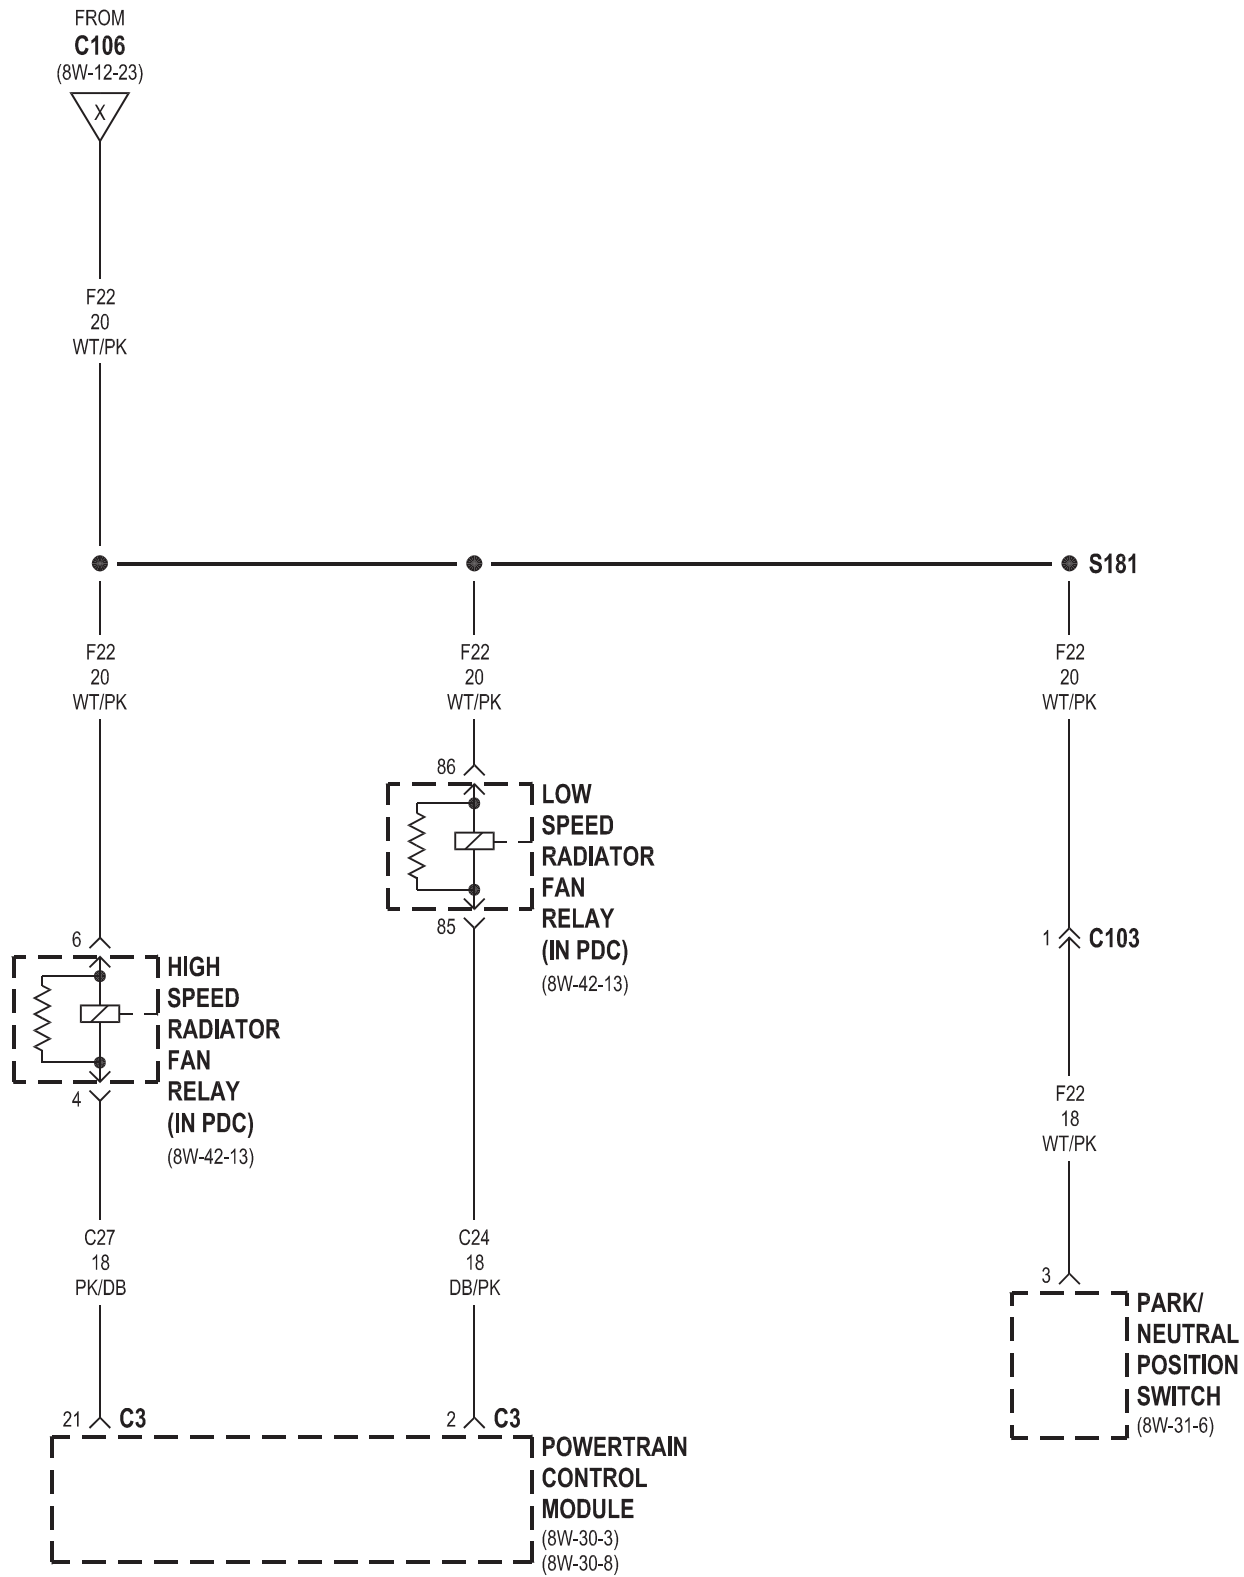 FROM
C106
(8W-12-23)
X
F22
20
WT/PK
S181
F22
20
WT/PK
F22
20
WT/PK
F22
20
WT/PK
86
LOW
SPEED
RADIATOR
FAN
RELAY
(IN PDC)
(8W-42-13)
85
6
HIGH
SPEED
RADIATOR
FAN
RELAY
(IN PDC)
(8W-42-13)
4
1
C103
F22
18
WT/PK
C27
18
PK/DB
C24
18
DB/PK
3
PARK/
NEUTRAL
POSITION
SWITCH
(8W-31-6)
21
C3
2
C3
POWERTRAIN
CONTROL
MODULE
(8W-30-3)
(8W-30-8)